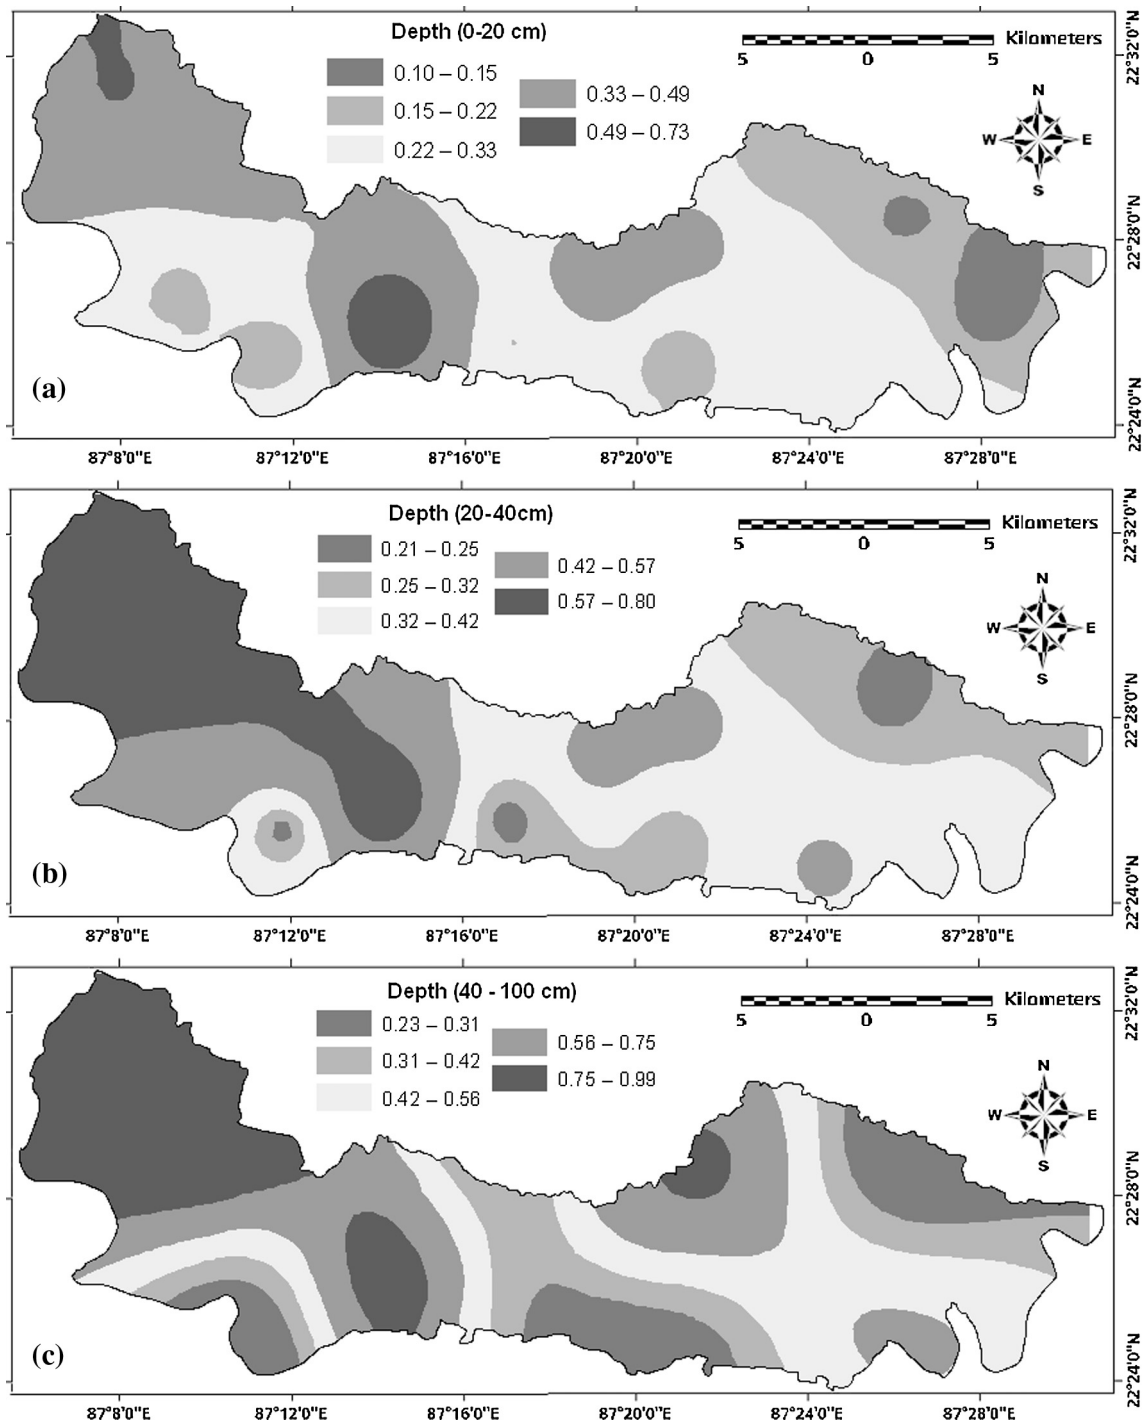 Depth (0-20 cm)
0.10 – 0.15
0.15 – 0.22
0.22 – 0.33
0.33 – 0.49
0.49 – 0.73
Kilometers
5 0 5
N
W E
S
22°32'0"N
22°28'0"N
22°24'0"N
(a)
87°8'0"E 87°12'0"E 87°16'0"E 87°20'0"E 87°24'0"E 87°28'0"E
Depth (20-40cm)
0.21 – 0.25
0.25 – 0.32
0.32 – 0.42
0.42 – 0.57
0.57 – 0.80
Kilometers
5 0 5
N
W E
S
22°32'0"N
22°28'0"N
22°24'0"N
(b)
87°8'0"E 87°12'0"E 87°16'0"E 87°20'0"E 87°24'0"E 87°28'0"E
Depth (40 - 100 cm)
0.23 – 0.31
0.31 – 0.42
0.42 – 0.56
0.56 – 0.75
0.75 – 0.99
Kilometers
5 0 5
N
W E
S
22°32'0"N
22°28'0"N
22°24'0"N
(c)
87°8'0"E 87°12'0"E 87°16'0"E 87°20'0"E 87°24'0"E 87°28'0"E